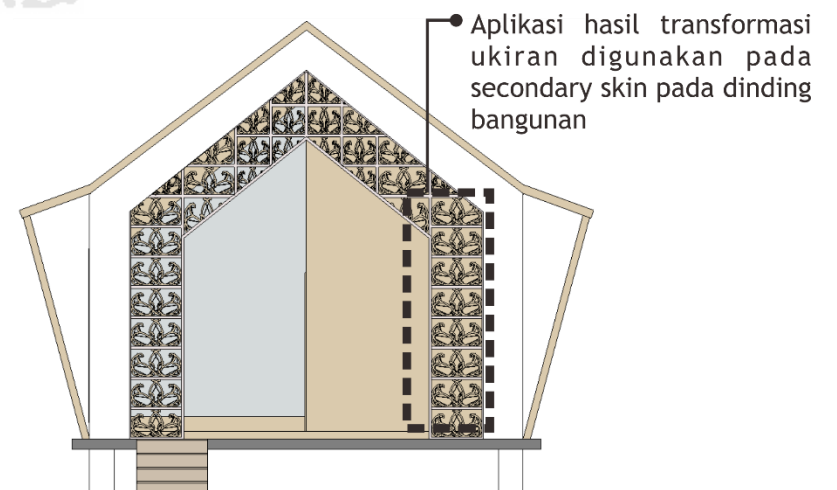 Aplikasi hasil transformasi
ukiran digunakan pada
secondary skin pada dinding
bangunan